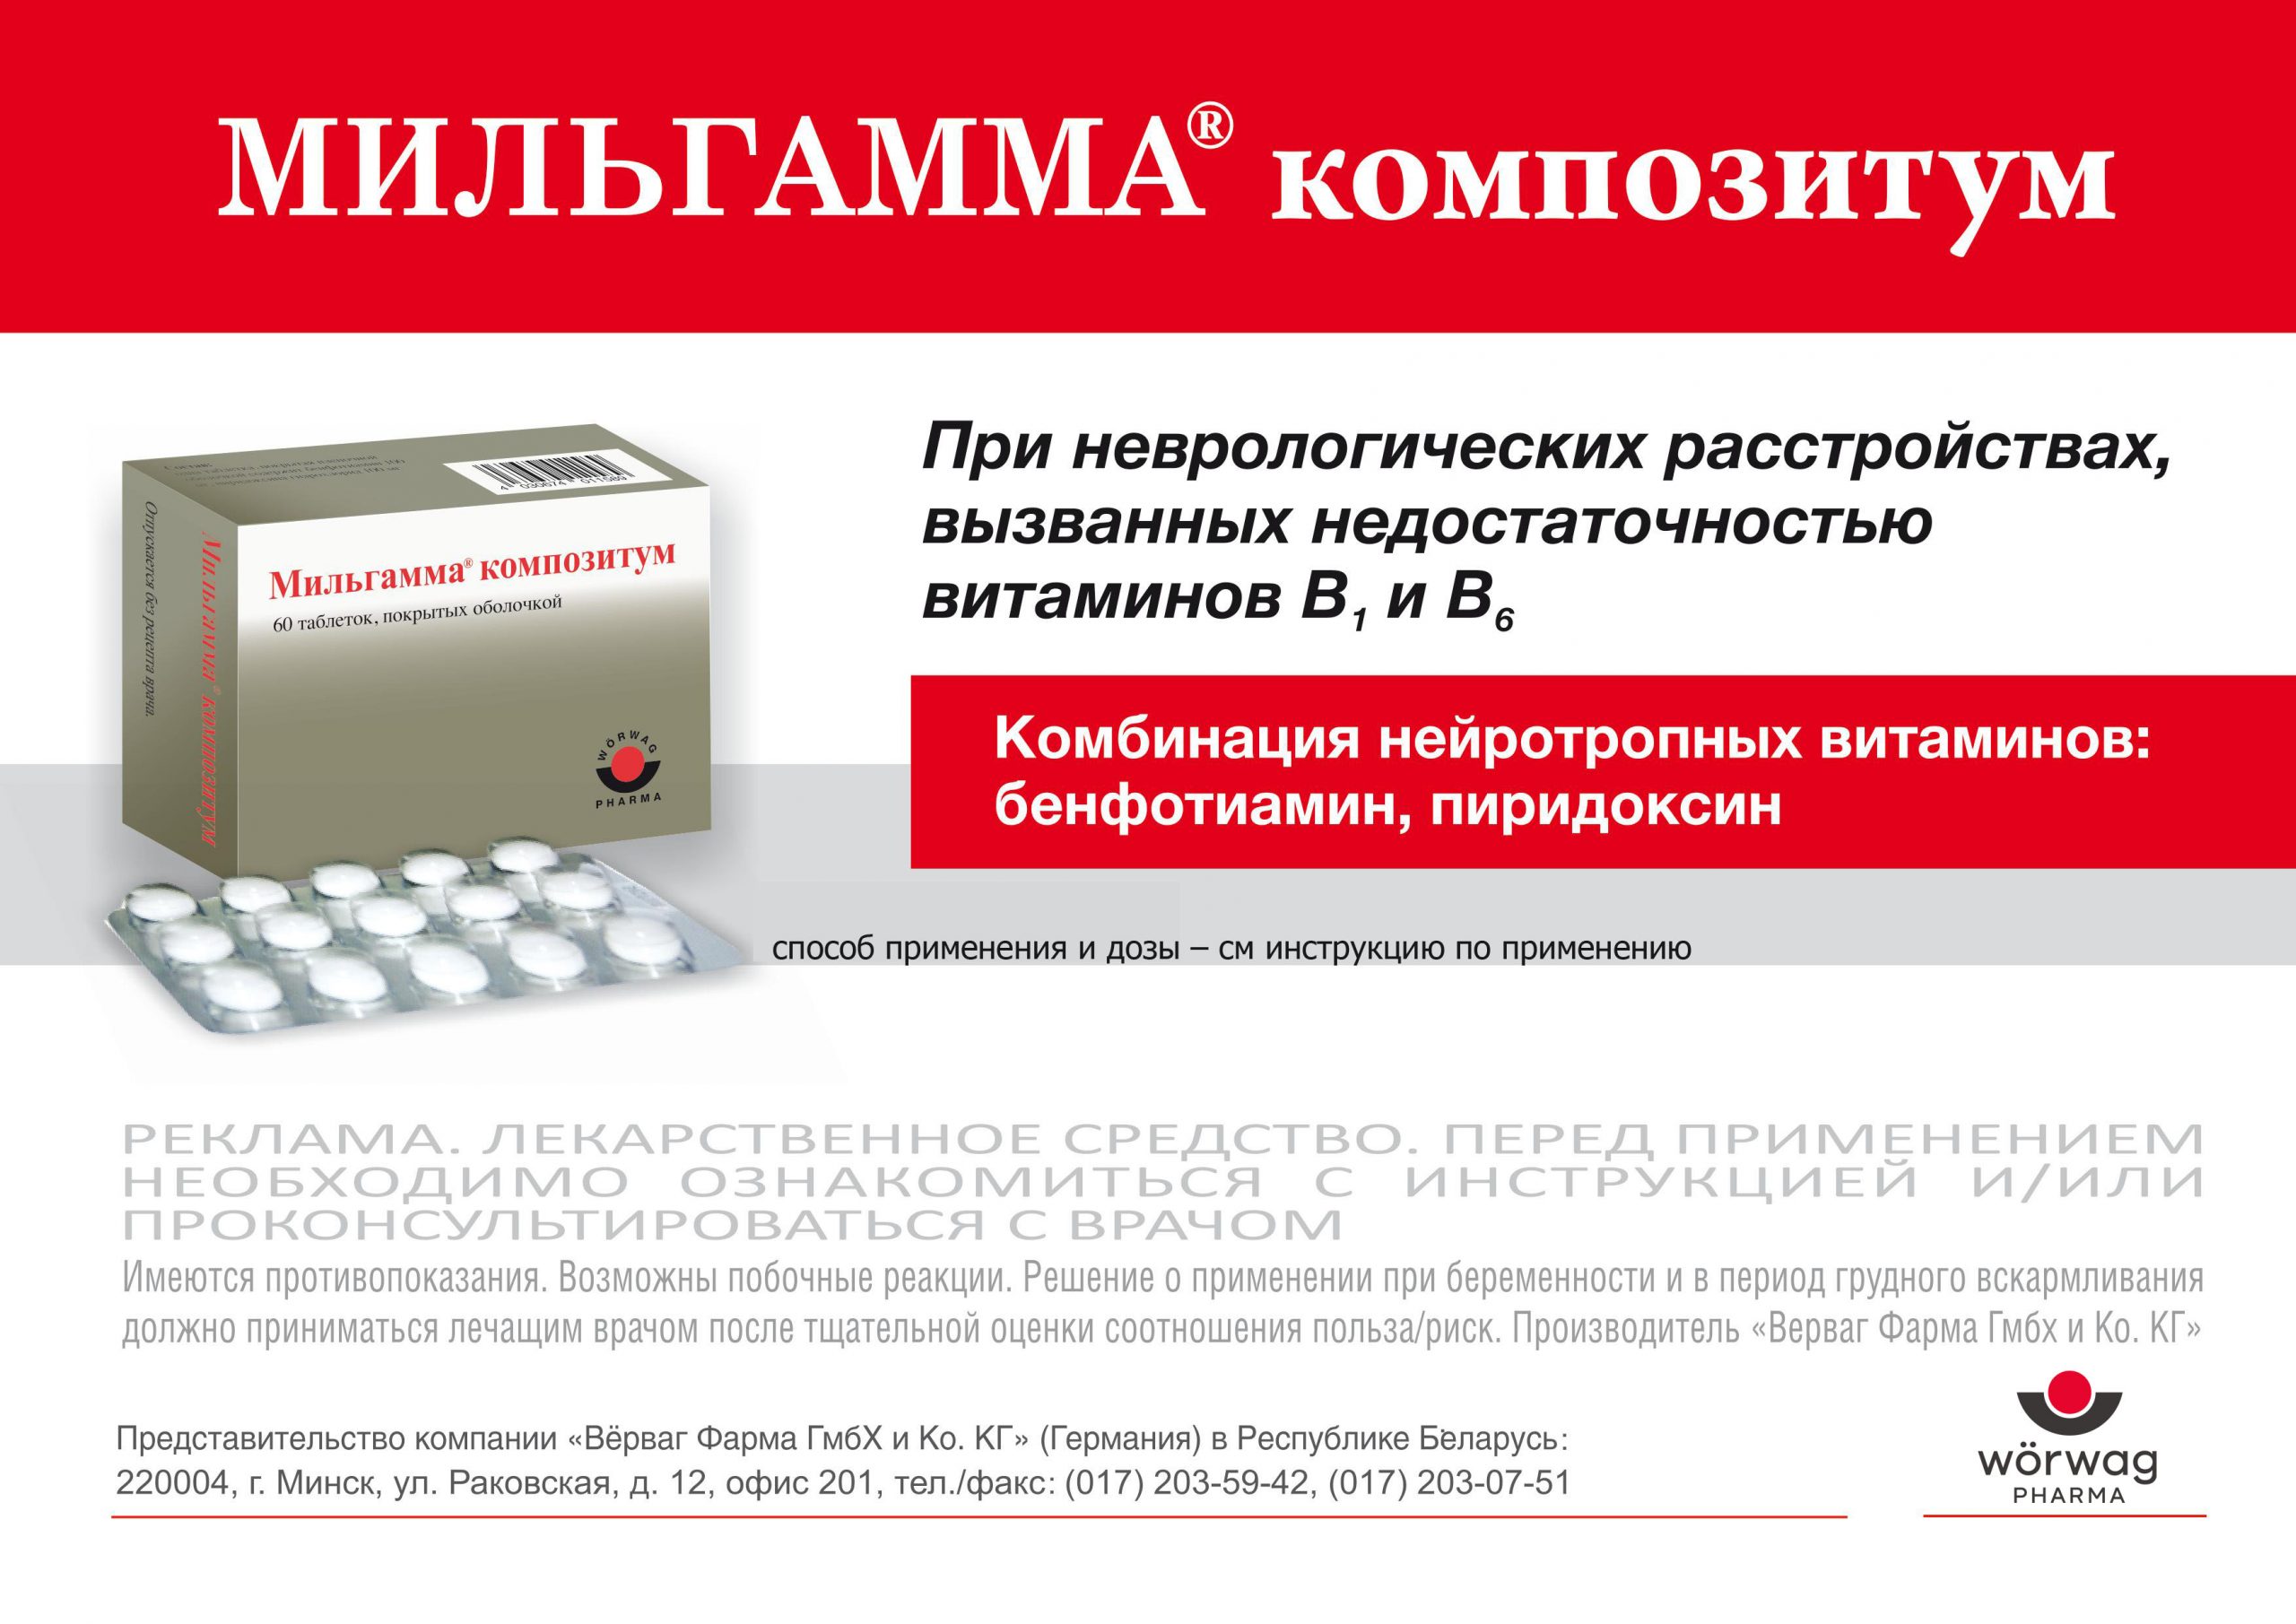 МИЛЬГАММА® композитум
При неврологических расстройствах,
вызванных недостаточностью
витаминов В₁ и В₆
Комбинация нейротропных витаминов:
бенфотиамин, пиридоксин
Состав:
Отпускается без рецепта врача.
Мильгамма® композитум
Мильгамма® композитум
60 таблеток, покрытых оболочкой
WÖRWAG
PHARMA
способ применения и дозы – см инструкцию по применению
РЕКЛАМА. ЛЕКАРСТВЕННОЕ СРЕДСТВО. ПЕРЕД ПРИМЕНЕНИЕМ
НЕОБХОДИМО ОЗНАКОМИТЬСЯ С ИНСТРУКЦИЕЙ И/ИЛИ
ПРОКОНСУЛЬТИРОВАТЬСЯ С ВРАЧОМ
Имеются противопоказания. Возможны побочные реакции. Решение о применении при беременности и в период грудного вскармливания
должно приниматься лечащим врачом после тщательной оценки соотношения польза/риск. Производитель «Верваг Фарма Гмбх и Ко. КГ»
Представительство компании «Вёрваг Фарма ГмбХ и Ко. КГ» (Германия) в Республике Беларусь:
220004, г. Минск, ул. Раковская, д. 12, офис 201, тел./факс: (017) 203-59-42, (017) 203-07-51
wörwag
PHARMA